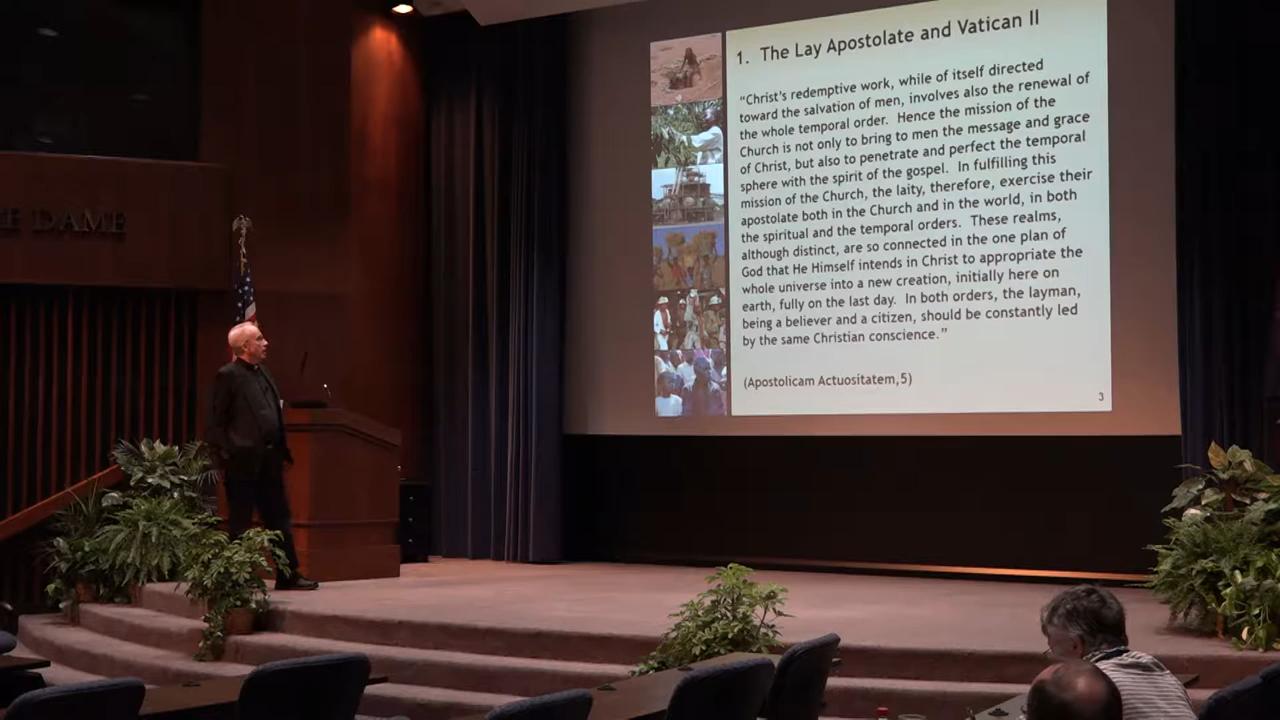 E DAME
1. The Lay Apostolate and Vatican II
“Christ’s redemptive work, while of itself directed
toward the salvation of men, involves also the renewal of
the whole temporal order. Hence the mission of the
Church is not only to bring to men the message and grace
of Christ, but also to penetrate and perfect the temporal
sphere with the spirit of the gospel. In fulfilling this
mission of the Church, the laity, therefore, exercise their
apostolate both in the Church and in the world, in both
the spiritual and the temporal orders. These realms,
although distinct, are so connected in the one plan of
God that He Himself intends in Christ to appropriate the
whole universe into a new creation, initially here on
earth, fully on the last day. In both orders, the layman,
being a believer and a citizen, should be constantly led
by the same Christian conscience.”
(Apostolicam Actuositatem,5)
3